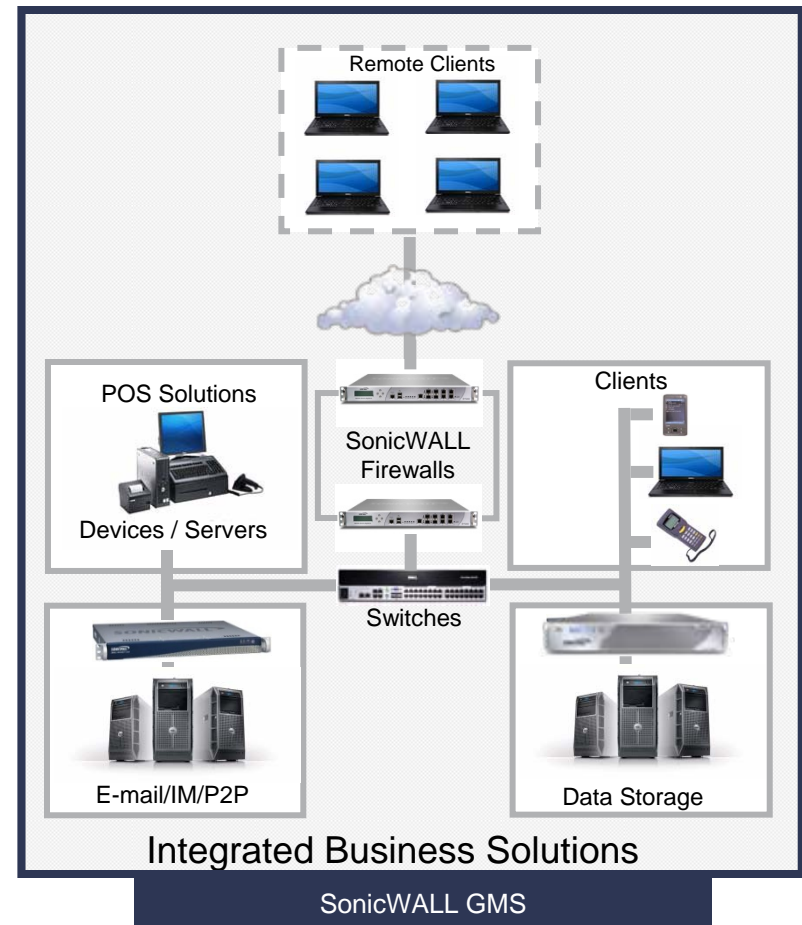 Remote Clients
POS Solutions
Devices / Servers
SonicWALL
Firewalls
Clients
Switches
SONICWALL
E-mail/IM/P2P
Data Storage
Integrated Business Solutions
SonicWALL GMS